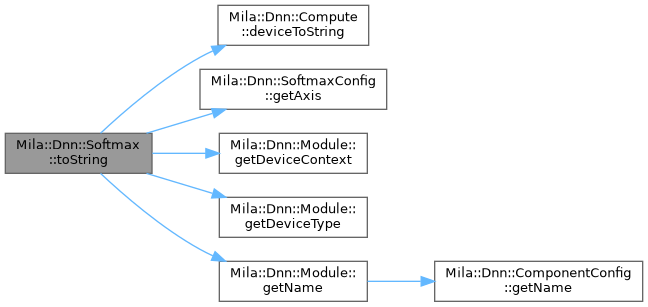 Mila::Dnn::Softmax
::toString
Mila::Dnn::Compute
::deviceToString
Mila::Dnn::SoftmaxConfig
::getAxis
Mila::Dnn::Module::
getDeviceContext
Mila::Dnn::Module::
getDeviceType
Mila::Dnn::Module::
getName
Mila::Dnn::ComponentConfig
::getName